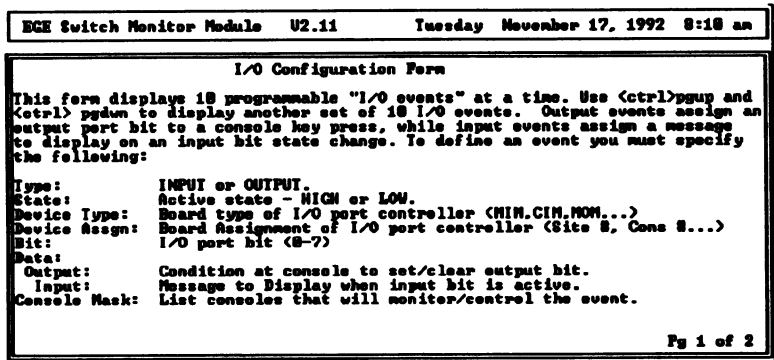 EGE Switch Monitor Module V2.11 Tuesday November 17, 1992 8:10 am
I/O Configuration Form
This form displays 10 programmable "I/O events" at a time. Use <ctrl>pgup and
<ctrl> pgdwn to display another set of 10 I/O events. Output events assign an
output port bit to a console key press, while input events assign a message
to display on an input bit state change. To define an event you must specify
the following:
Type: INPUT or OUTPUT.
State: Active state - HIGH or LOW.
Device Type: Board type of I/O port controller (MIM.CIM.MOM...)
Device Assgn: Board Assignment of I/O port controller (Site #, Cons #...)
Bit: I/O port bit (0-7)
Data:
Output: Condition at console to set/clear output bit.
Input: Message to Display when input bit is active.
Console Mask: List consoles that will monitor/control the event.
Pg 1 of 2